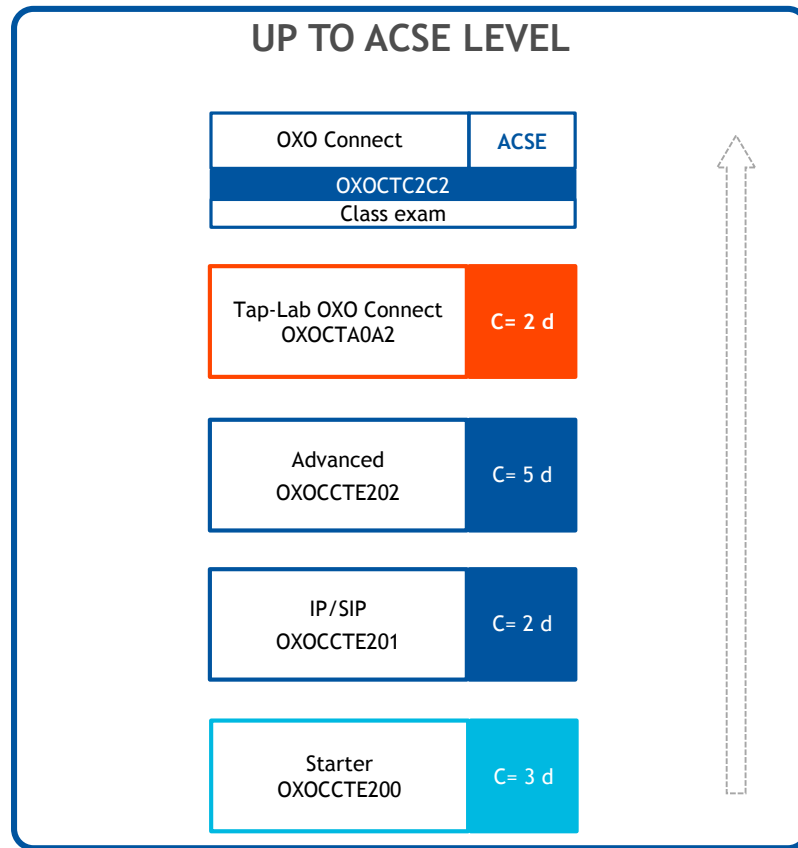 UP TO ACSE LEVEL
OXO Connect
ACSE
OXOCTC2C2
Class exam
Tap-Lab OXO Connect
OXOCTA0A2
C= 2 d
Advanced
OXOCCTE202
C= 5 d
IP/SIP
OXOCCTE201
C= 2 d
Starter
OXOCCTE200
C= 3 d